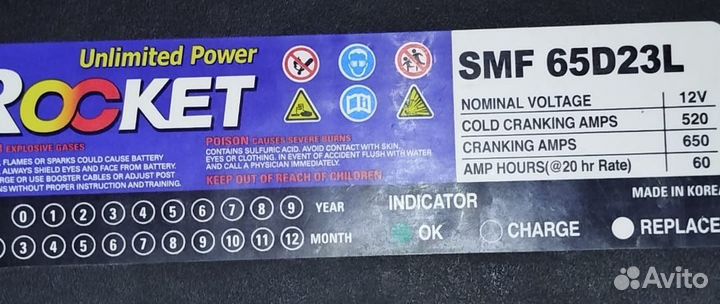 Unlimited Power
ROCKET
EXPLOSIVE GASES
FLAMES OR SPARKS COULD CAUSE BATTERY
ALWAYS SHIELD EYES AND FACE FROM BATTERY.
OR USE BOOSTER CABLES OR ADJUST POST
WITHOUT PROPER INSTRUCTION AND TRAINING.
POISON CAUSES SEVERE BURNS
CONTAINS SULFURIC ACID. AVOID CONTACT WITH SKIN,
EYES OR CLOTHING. IN EVENT OF ACCIDENT FLUSH WITH WATER
AND CALL A PHYSICIAN IMMEDIATELY.
KEEP OUT OF REACH OF CHILDREN.
SMF 65D23L
NOMINAL VOLTAGE 12V
COLD CRANKING AMPS 520
CRANKING AMPS 650
AMP HOURS(@20 hr Rate) 60
MADE IN KOREA
0 1 2 3 4 5 6 7 8 9 YEAR
3 4 5 6 7 8 9 10 11 12 MONTH
INDICATOR
OK CHARGE REPLACE
Avito